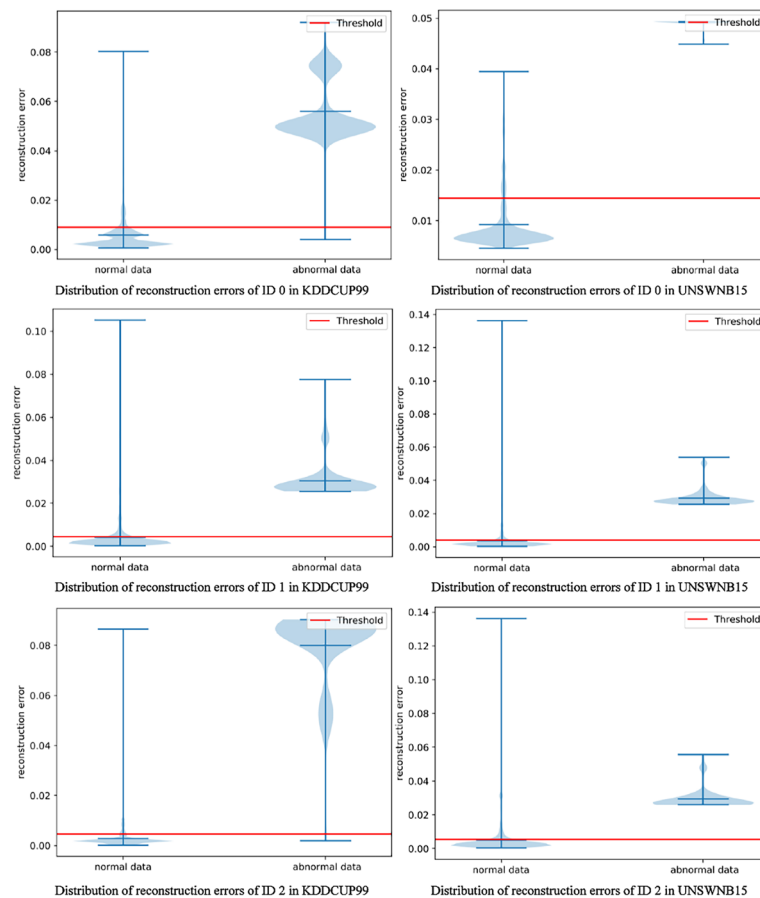 Threshold
0.08
0.06
0.04
0.02
0.00
reconstruction error
normal data abnormal data
Distribution of reconstruction errors of ID 0 in KDDCUP99
Threshold
0.05
0.04
0.03
0.02
0.01
reconstruction error
normal data abnormal data
Distribution of reconstruction errors of ID 0 in UNSWNB15
Threshold
0.10
0.08
0.06
0.04
0.02
0.00
reconstruction error
normal data abnormal data
Distribution of reconstruction errors of ID 1 in KDDCUP99
Threshold
0.14
0.12
0.10
0.08
0.06
0.04
0.02
0.00
reconstruction error
normal data abnormal data
Distribution of reconstruction errors of ID 1 in UNSWNB15
Threshold
0.08
0.06
0.04
0.02
0.00
reconstruction error
normal data abnormal data
Distribution of reconstruction errors of ID 2 in KDDCUP99
Threshold
0.14
0.12
0.10
0.08
0.06
0.04
0.02
0.00
reconstruction error
normal data abnormal data
Distribution of reconstruction errors of ID 2 in UNSWNB15